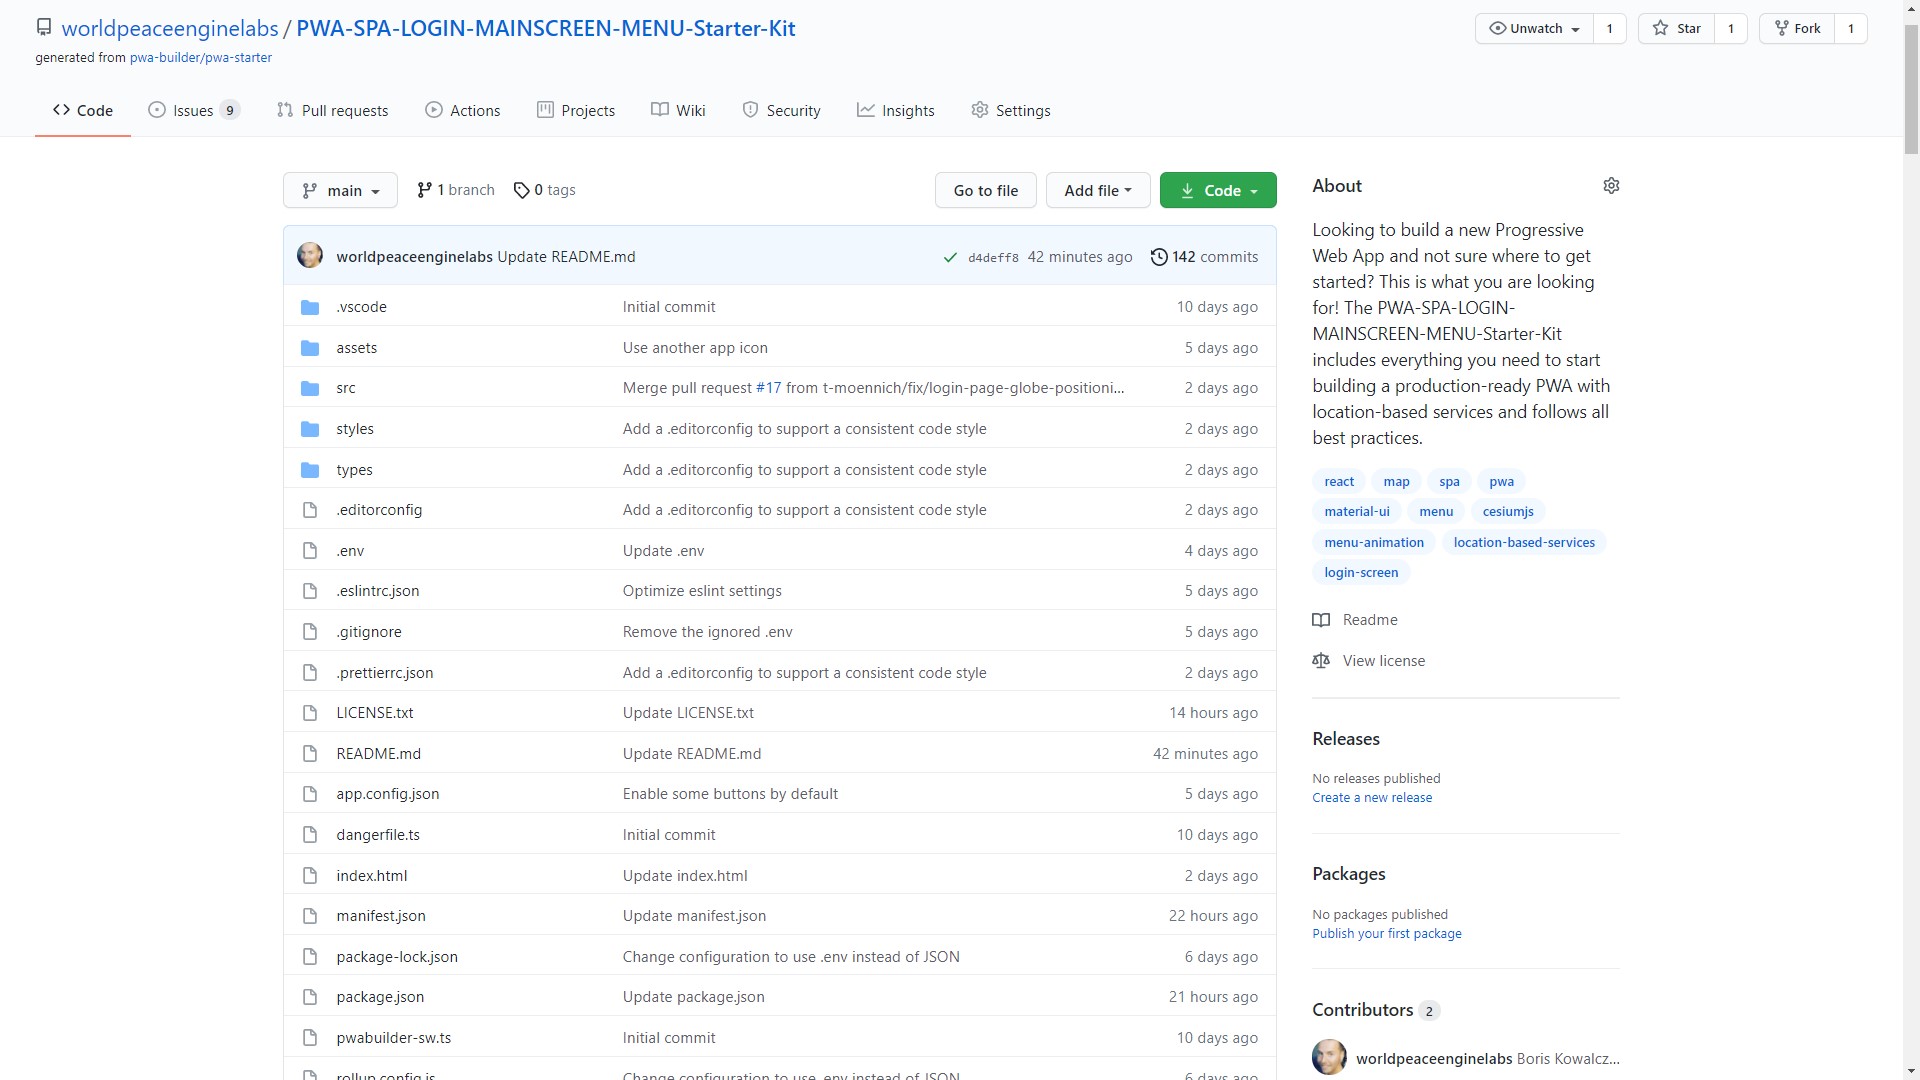 worldpeaceenginelabs / PWA-SPA-LOGIN-MAINSCREEN-MENU-Starter-Kit
Unwatch 1 Star 1 Fork 1
generated from pwa-builder/pwa-starter
Code Issues 9 Pull requests Actions Projects Wiki Security Insights Settings
main 1 branch 0 tags Go to file Add file Code
worldpeaceenginelabs Update README.md d4deff8 42 minutes ago 142 commits
.vscode Initial commit 10 days ago
assets Use another app icon 5 days ago
src Merge pull request #17 from t-moennich/fix/login-page-globe-positioni... 2 days ago
styles Add a .editorconfig to support a consistent code style 2 days ago
types Add a .editorconfig to support a consistent code style 2 days ago
.editorconfig Add a .editorconfig to support a consistent code style 2 days ago
.env Update .env 4 days ago
.eslintrc.json Optimize eslint settings 5 days ago
.gitignore Remove the ignored .env 5 days ago
.prettierrc.json Add a .editorconfig to support a consistent code style 2 days ago
LICENSE.txt Update LICENSE.txt 14 hours ago
README.md Update README.md 42 minutes ago
app.config.json Enable some buttons by default 5 days ago
dangerfile.ts Initial commit 10 days ago
index.html Update index.html 2 days ago
manifest.json Update manifest.json 22 hours ago
package-lock.json Change configuration to use .env instead of JSON 6 days ago
package.json Update package.json 21 hours ago
pwabuilder-sw.ts Initial commit 10 days ago
rollup.config.js Change configuration to use .env instead of JSON 6 days ago
About
Looking to build a new Progressive
Web App and not sure where to get
started? This is what you are looking
for! The PWA-SPA-LOGIN-
MAINSCREEN-MENU-Starter-Kit
includes everything you need to start
building a production-ready PWA with
location-based services and follows all
best practices.
react map spa pwa
material-ui menu cesiumjs
menu-animation location-based-services
login-screen
Readme
View license
Releases
No releases published
Create a new release
Packages
No packages published
Publish your first package
Contributors 2
worldpeaceenginelabs Boris Kowalcz...